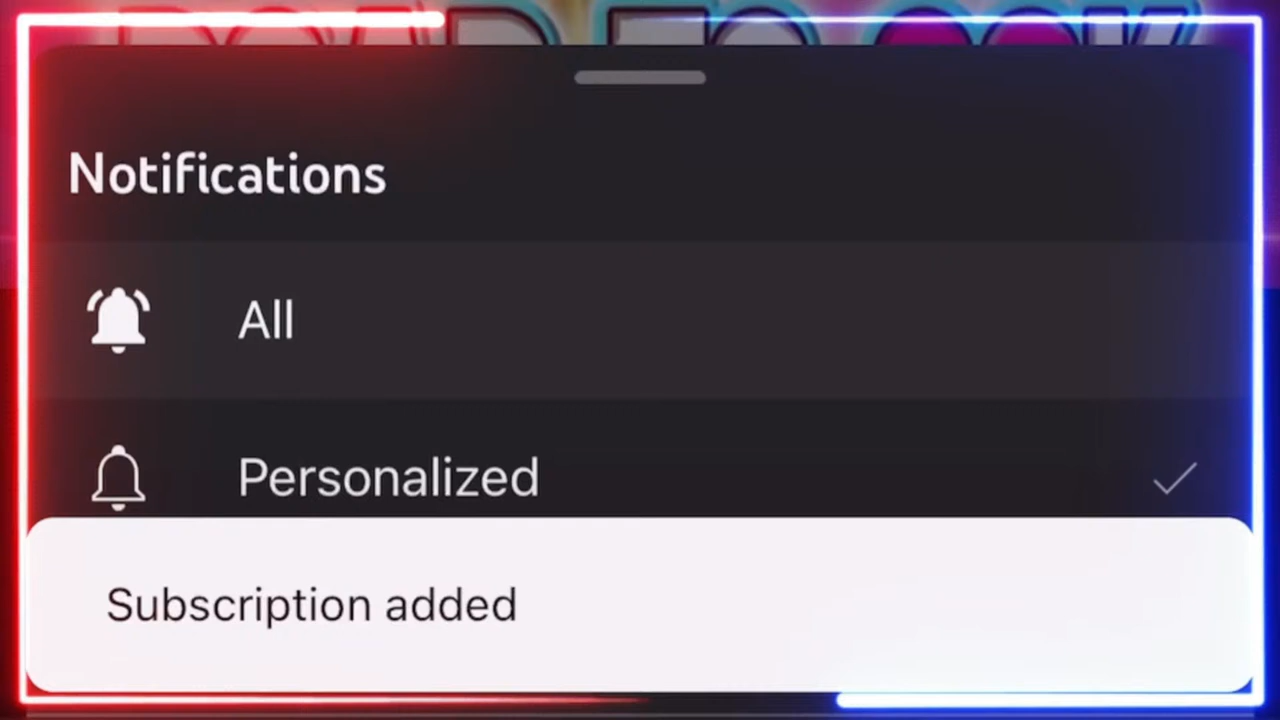 Notifications
All
Personalized
Subscription added